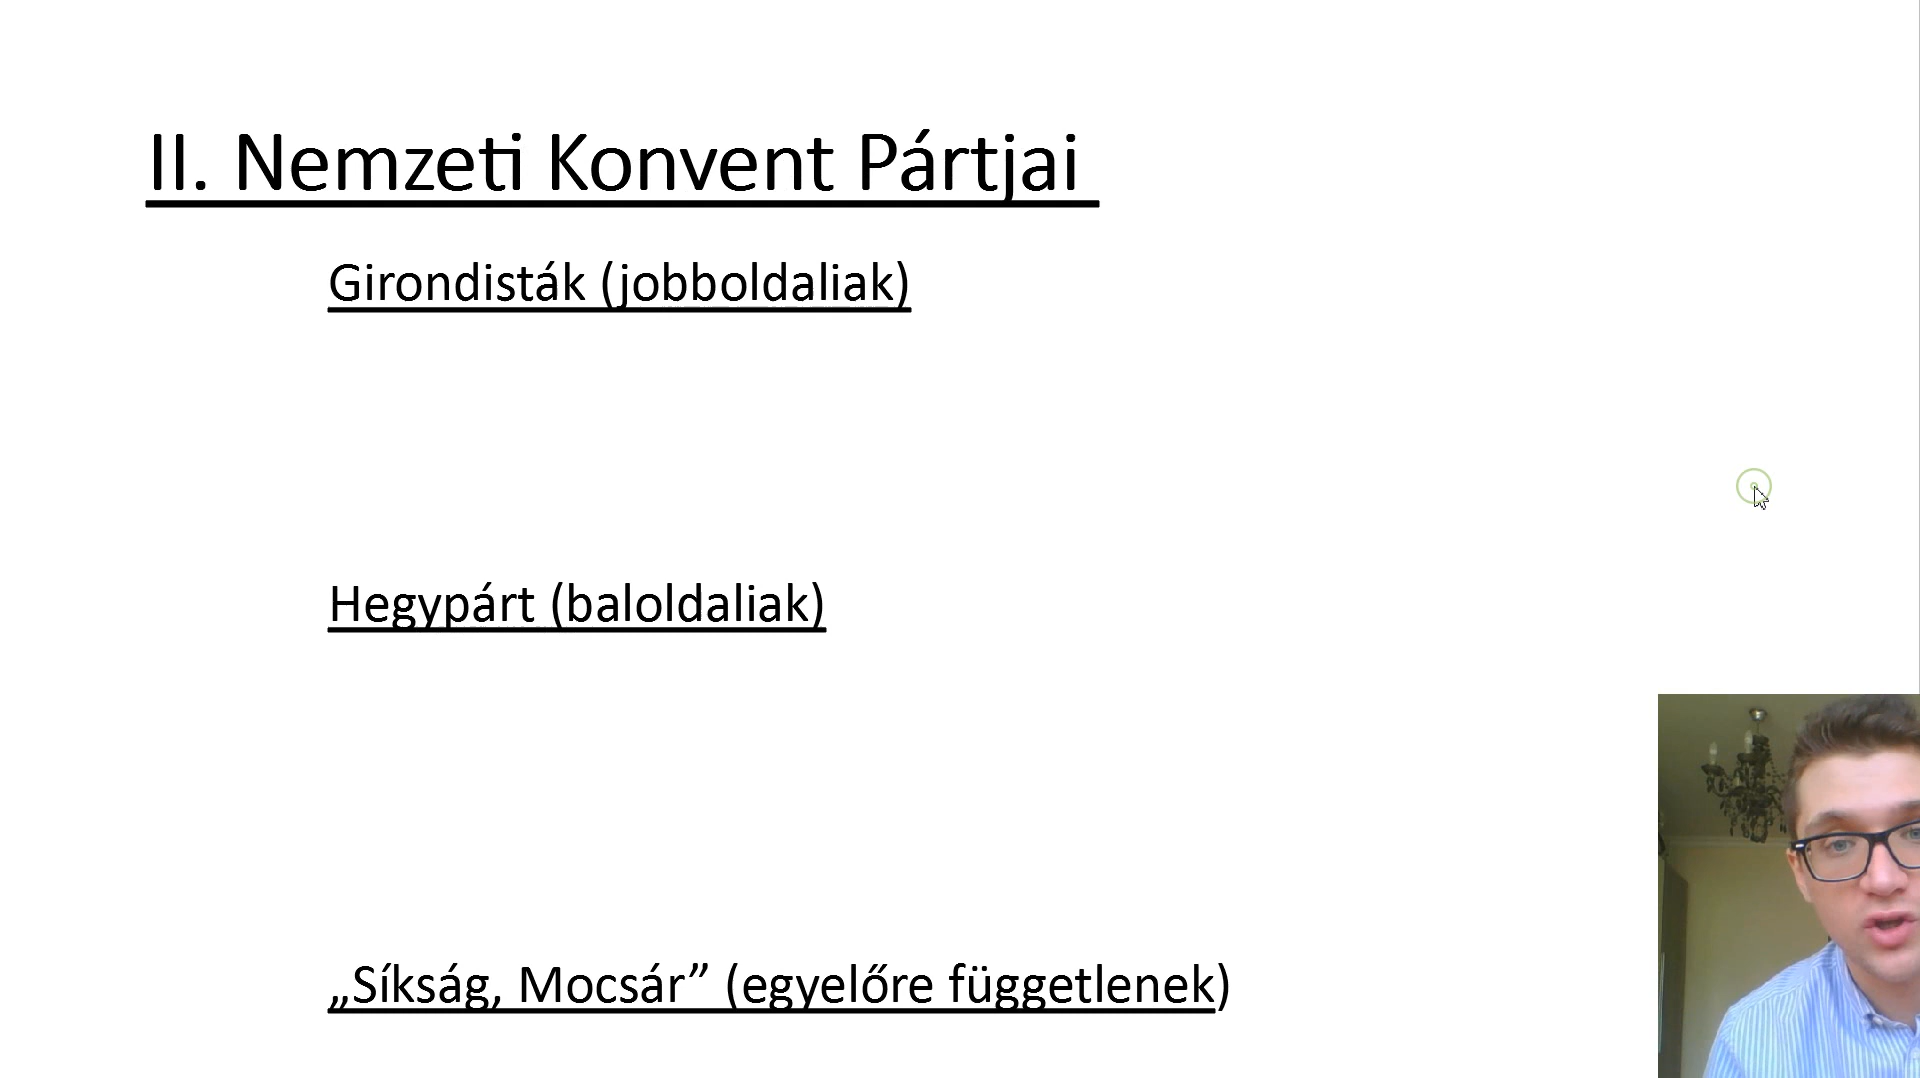 II. Nemzeti Konvent Pártjai
Girondisták (jobboldaliak)
Hegypárt (baloldaliak)
„Síkság, Mocsár” (egyelőre függetlenek)